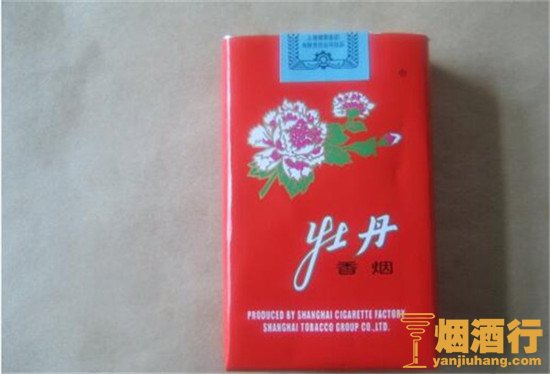 牡丹
香烟
PRODUCED BY SHANGHAI CIGARETTE FACTORY
SHANGHAI TOBACCO GROUP CO.,LTD.
烟酒行
yanjiuhang.com